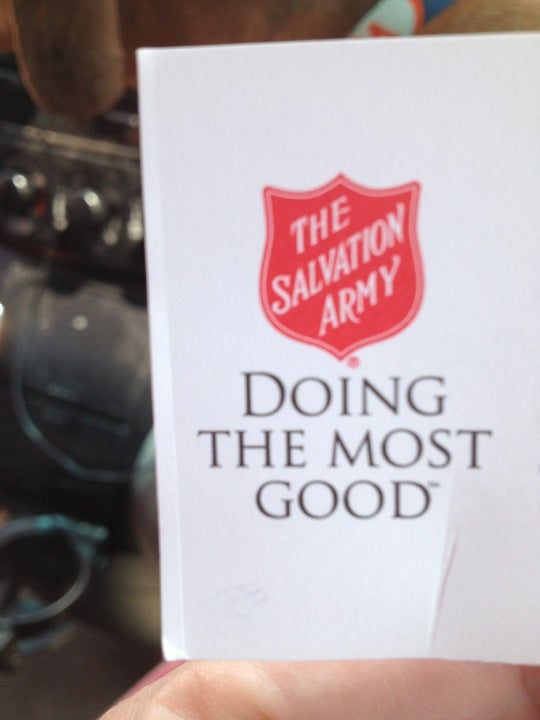 THE
SALVATION
ARMY
DOING
THE MOST
GOOD